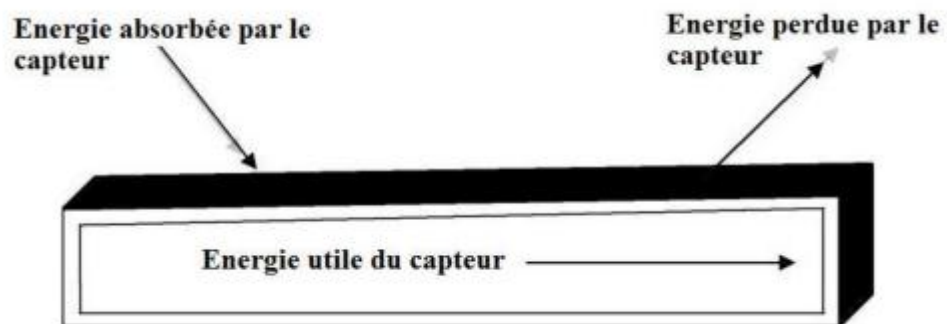 Energie absorbée par le
capteur
Energie perdue par le
capteur
Energie utile du capteur